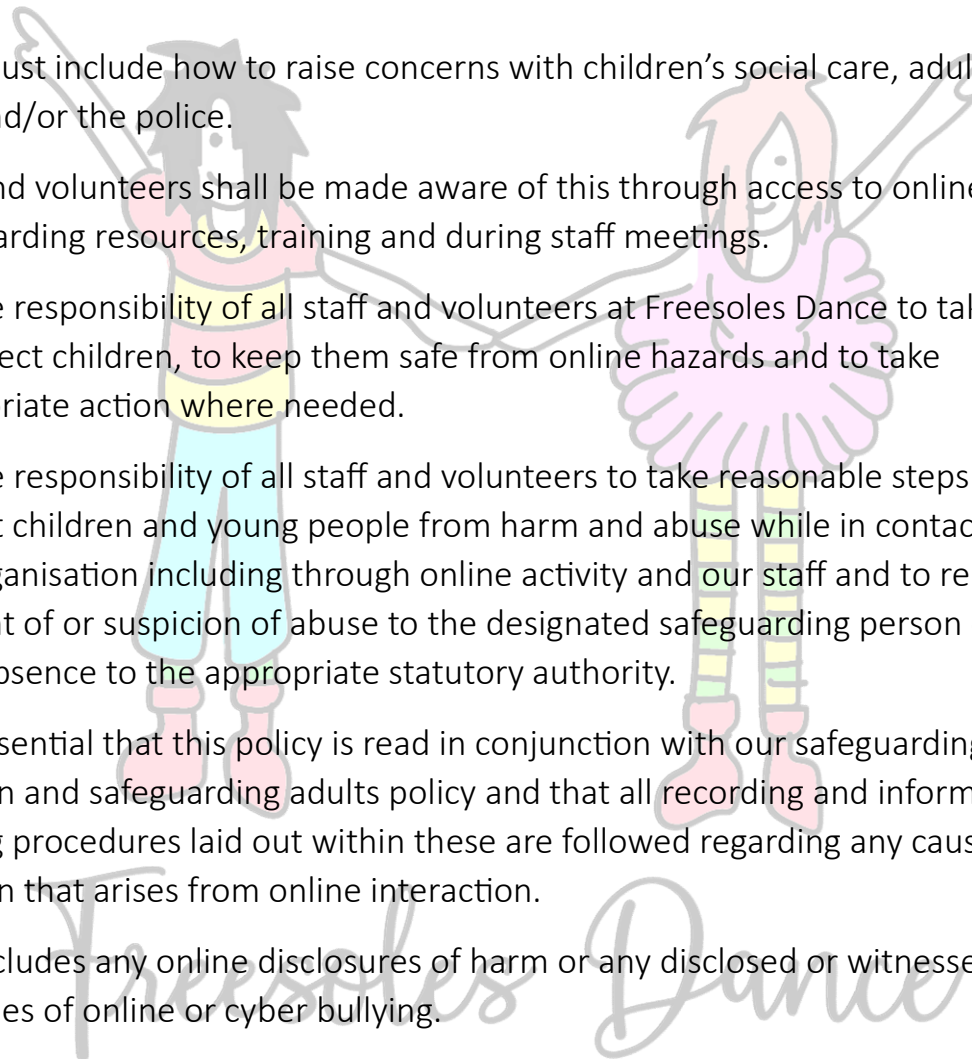 ust include how to raise concerns with children’s social care, adul
nd/or the police.
nd volunteers shall be made aware of this through access to online
arding resources, training and during staff meetings.
e responsibility of all staff and volunteers at Freesoles Dance to tak
ect children, to keep them safe from online hazards and to take
riate action where needed.
e responsibility of all staff and volunteers to take reasonable steps
t children and young people from harm and abuse while in contac
ganisation including through online activity and our staff and to re
nt of or suspicion of abuse to the designated safeguarding person
bsence to the appropriate statutory authority.
sential that this policy is read in conjunction with our safeguarding
n and safeguarding adults policy and that all recording and inform
g procedures laid out within these are followed regarding any caus
n that arises from online interaction.
cludes any online disclosures of harm or any disclosed or witnesse
es of online or cyber bullying.
Freesoles Dance